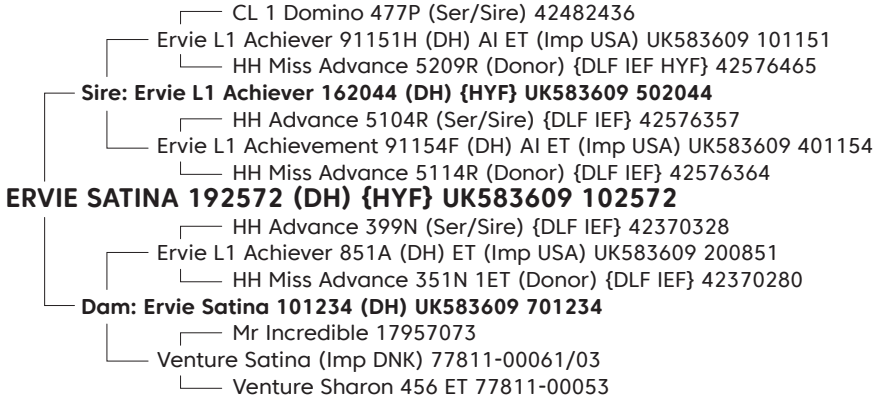 CL 1 Domino 477P (Ser/Sire) 42482436
Ervie L1 Achiever 91151H (DH) AI ET (Imp USA) UK583609 101151
HH Miss Advance 5209R (Donor) {DLF IEF HYF} 42576465
Sire: Ervie L1 Achiever 162044 (DH) {HYF} UK583609 502044
HH Advance 5104R (Ser/Sire) {DLF IEF} 42576357
Ervie L1 Achievement 91154F (DH) AI ET (Imp USA) UK583609 401154
HH Miss Advance 5114R (Donor) {DLF IEF} 42576364
ERVIE SATINA 192572 (DH) {HYF} UK583609 102572
HH Advance 399N (Ser/Sire) {DLF IEF} 42370328
Ervie L1 Achiever 851A (DH) ET (Imp USA) UK583609 200851
HH Miss Advance 351N 1ET (Donor) {DLF IEF} 42370280
Dam: Ervie Satina 101234 (DH) UK583609 701234
Mr Incredible 17957073
Venture Satina (Imp DNK) 77811-00061/03
Venture Sharon 456 ET 77811-00053